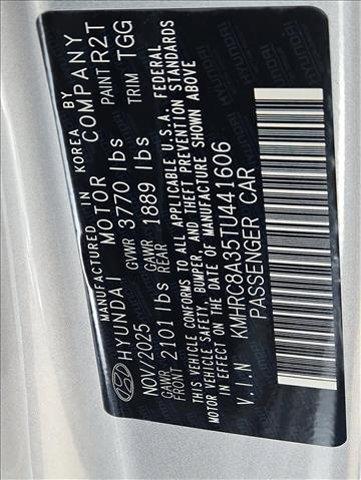 MANUFACTURED IN KOREA BY
HYUNDAI MOTOR COMPANY
NOV/2025 GVWR 3770 lbs PAINT R2T
GAWR FRONT 2101 lbs GAWR REAR 1889 lbs TRIM TGG
THIS VEHICLE CONFORMS TO ALL APPLICABLE U.S.A. FEDERAL
MOTOR VEHICLE SAFETY, BUMPER, AND THEFT PREVENTION STANDARDS
IN EFFECT ON THE DATE OF MANUFACTURE SHOWN ABOVE
V.I.N KMHRC8A35TU441606
PASSENGER CAR